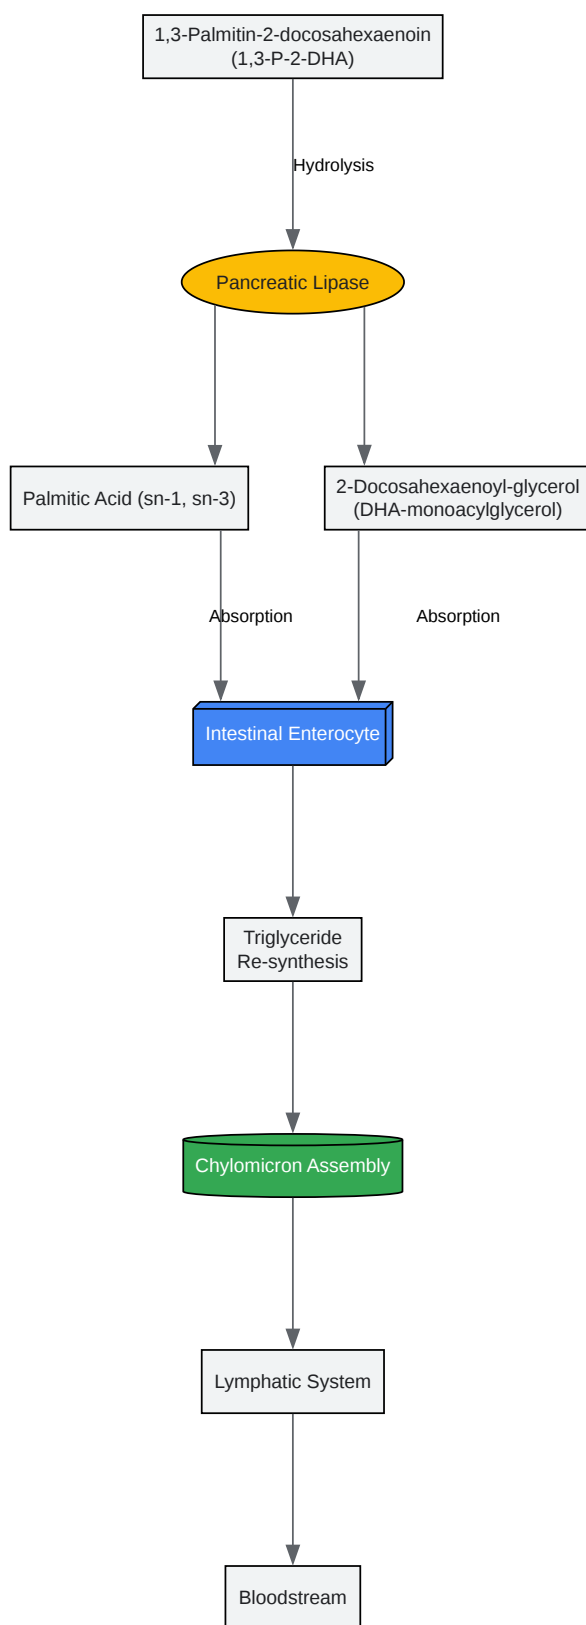 1,3-Palmitin-2-docosahexaenoin
(1,3-P-2-DHA)
Hydrolysis
Pancreatic Lipase
Palmitic Acid (sn-1, sn-3)
2-Docosahexaenoyl-glycerol
(DHA-monoacylglycerol)
Absorption
Absorption
Intestinal Enterocyte
Triglyceride
Re-synthesis
Chylomicron Assembly
Lymphatic System
Bloodstream